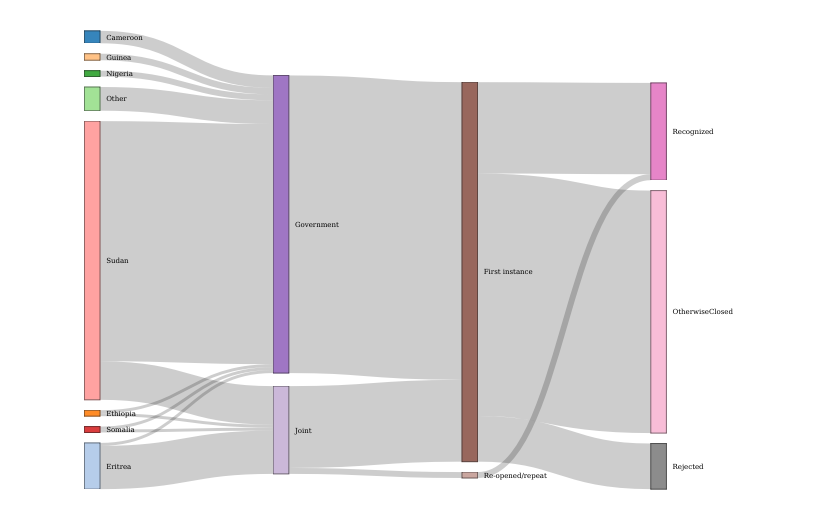 Cameroon
Guinea
Nigeria
Other
Sudan
Ethiopia
Somalia
Eritrea
Government
Joint
First instance
Re-opened/repeat
Recognized
OtherwiseClosed
Rejected